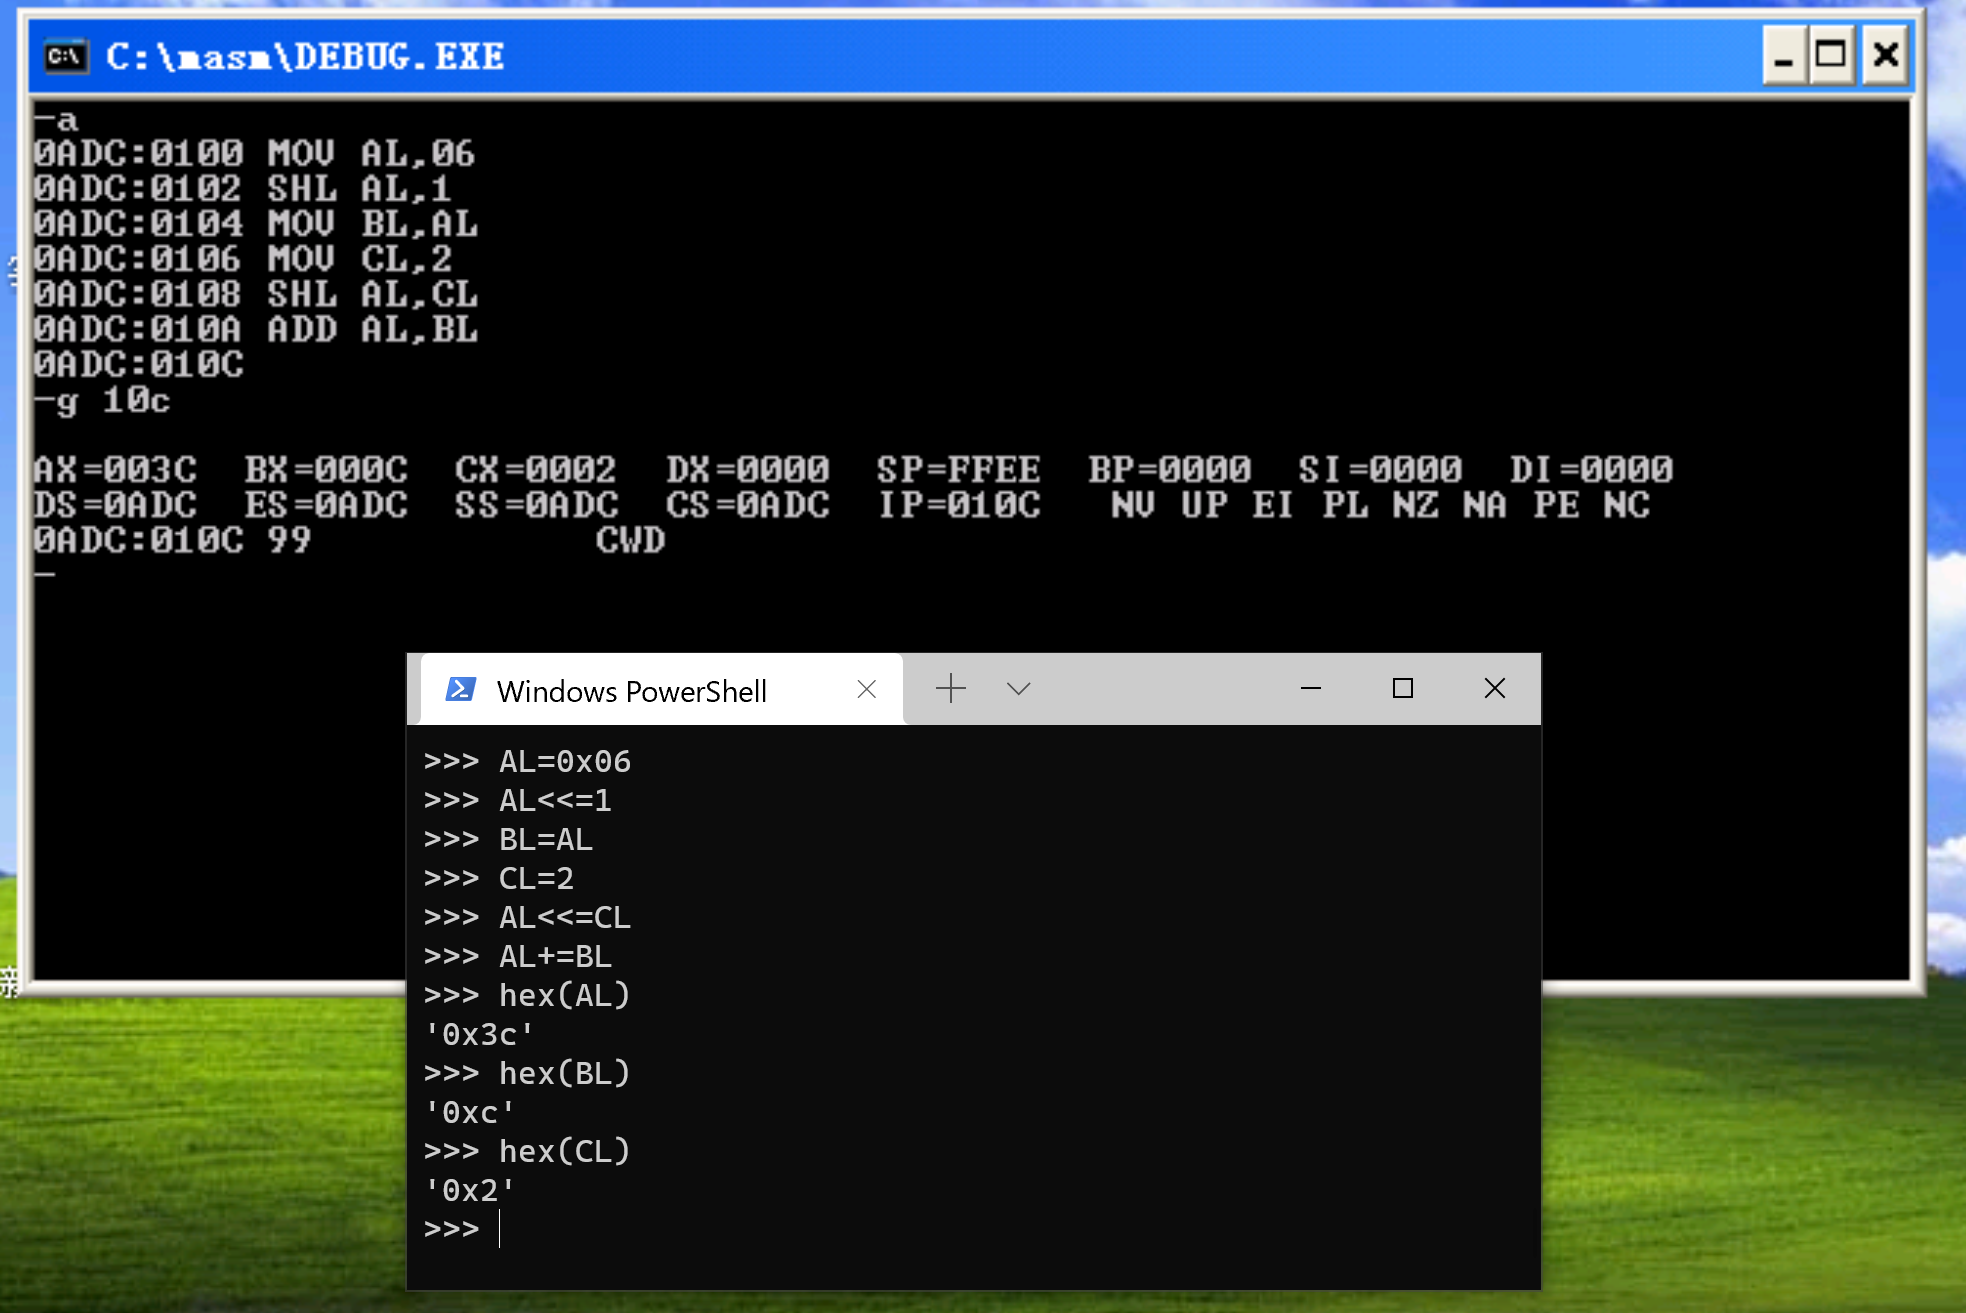 C:\masm\DEBUG.EXE
-a
0ADC:0100 MOV AL,06
0ADC:0102 SHL AL,1
0ADC:0104 MOV BL,AL
0ADC:0106 MOV CL,2
0ADC:0108 SHL AL,CL
0ADC:010A ADD AL,BL
0ADC:010C
-g 10c
AX=003C BX=000C CX=0002 DX=0000 SP=FFEE BP=0000 SI=0000 DI=0000
DS=0ADC ES=0ADC SS=0ADC CS=0ADC IP=010C NV UP EI PL NZ NA PE NC
0ADC:010C 99 CWD
-
Windows PowerShell
>>> AL=0x06
>>> AL<<=1
>>> BL=AL
>>> CL=2
>>> AL<<=CL
>>> AL+=BL
>>> hex(AL)
'0x3c'
>>> hex(BL)
'0xc'
>>> hex(CL)
'0x2'
>>>